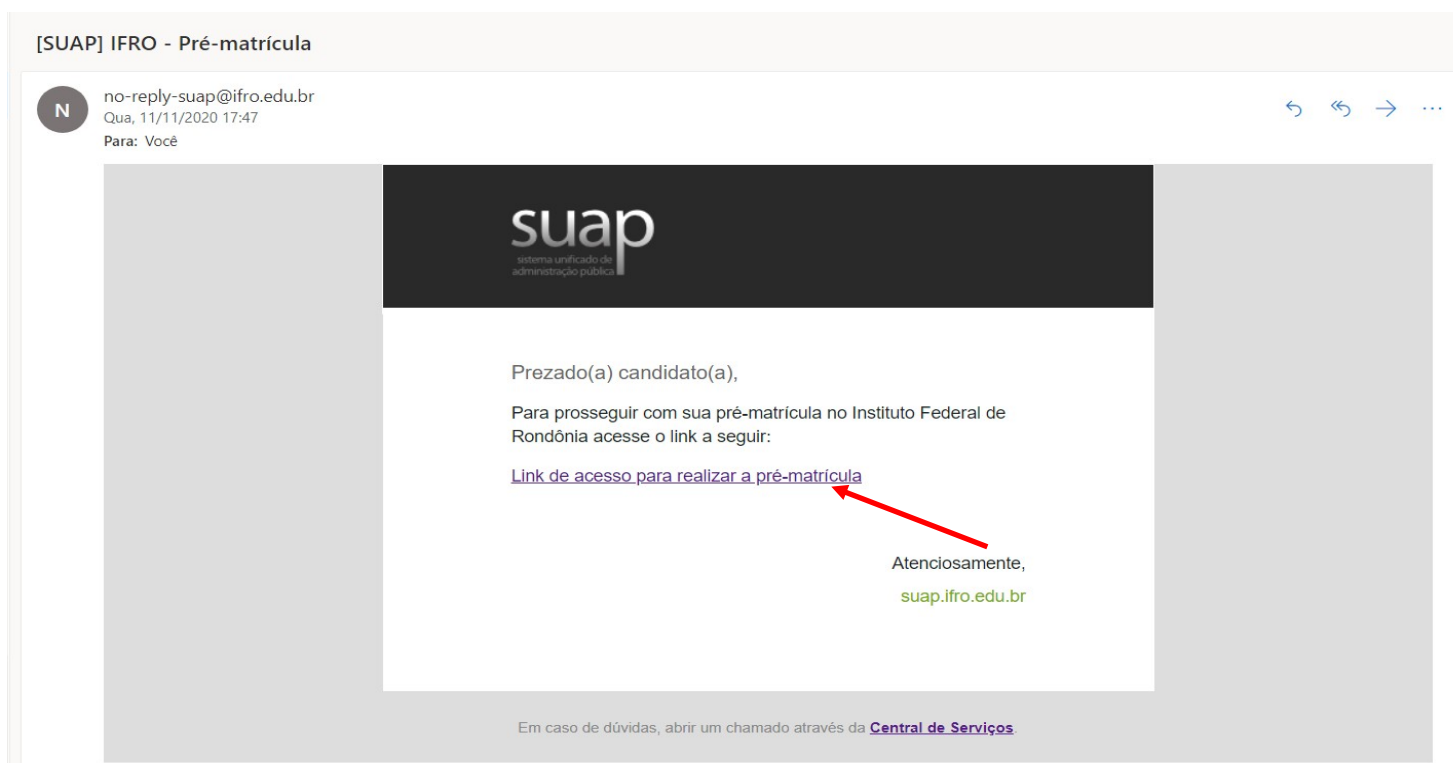 [SUAP] IFRO - Pré-matrícula
N
no-reply-suap@ifro.edu.br
Qua, 11/11/2020 17:47
Para: Você
suap
sistema unificado de
administração pública
Prezado(a) candidato(a),
Para prosseguir com sua pré-matrícula no Instituto Federal de
Rondônia acesse o link a seguir:
Link de acesso para realizar a pré-matrícula
Atenciosamente,
suap.ifro.edu.br
Em caso de dúvidas, abrir um chamado através da Central de Serviços.